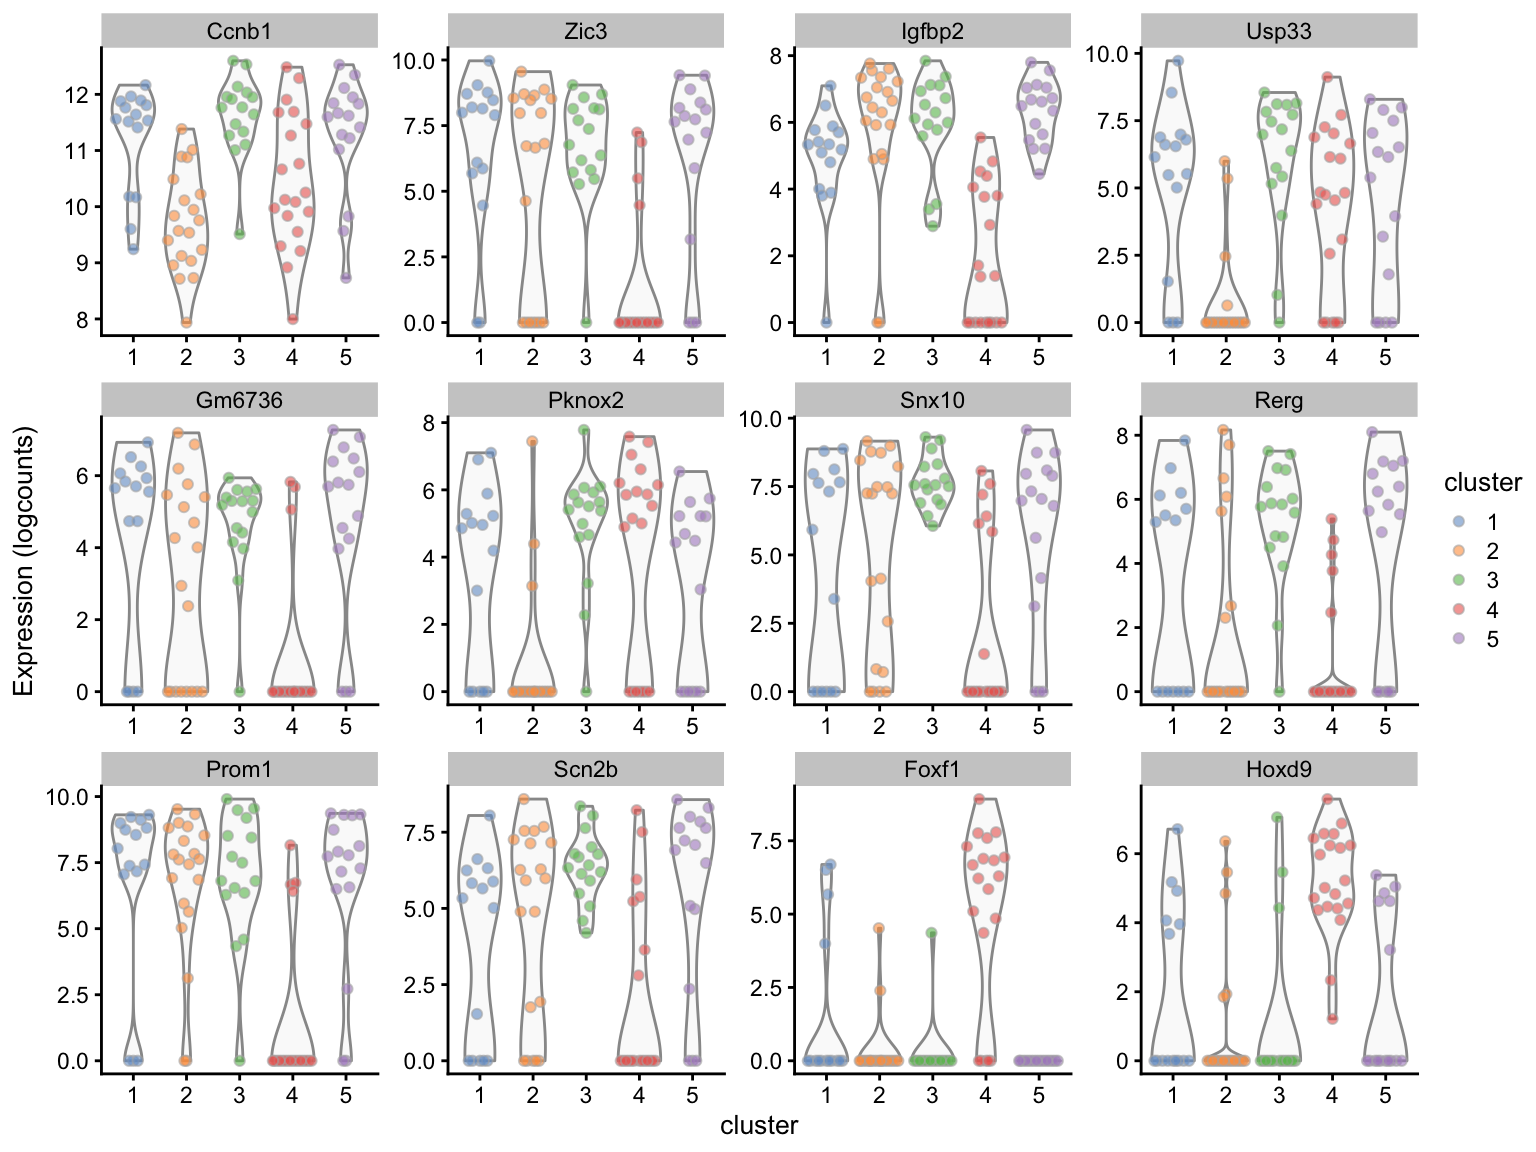 Ccnb1 Zic3 Igfbp2 Usp33
12 11 10 9 8
10.0 7.5 5.0 2.5 0.0
8 6 4 2 0
10.0 7.5 5.0 2.5 0.0
1 2 3 4 5 1 2 3 4 5 1 2 3 4 5 1 2 3 4 5
Gm6736 Pknox2 Snx10 Rerg
6 4 2 0
8 6 4 2 0
10.0 7.5 5.0 2.5 0.0
8 6 4 2 0
1 2 3 4 5 1 2 3 4 5 1 2 3 4 5 1 2 3 4 5
Prom1 Scn2b Foxf1 Hoxd9
10.0 7.5 5.0 2.5 0.0
7.5 5.0 2.5 0.0
7.5 5.0 2.5 0.0
6 4 2 0
1 2 3 4 5 1 2 3 4 5 1 2 3 4 5 1 2 3 4 5
Expression (logcounts)
cluster
cluster
1
2
3
4
5